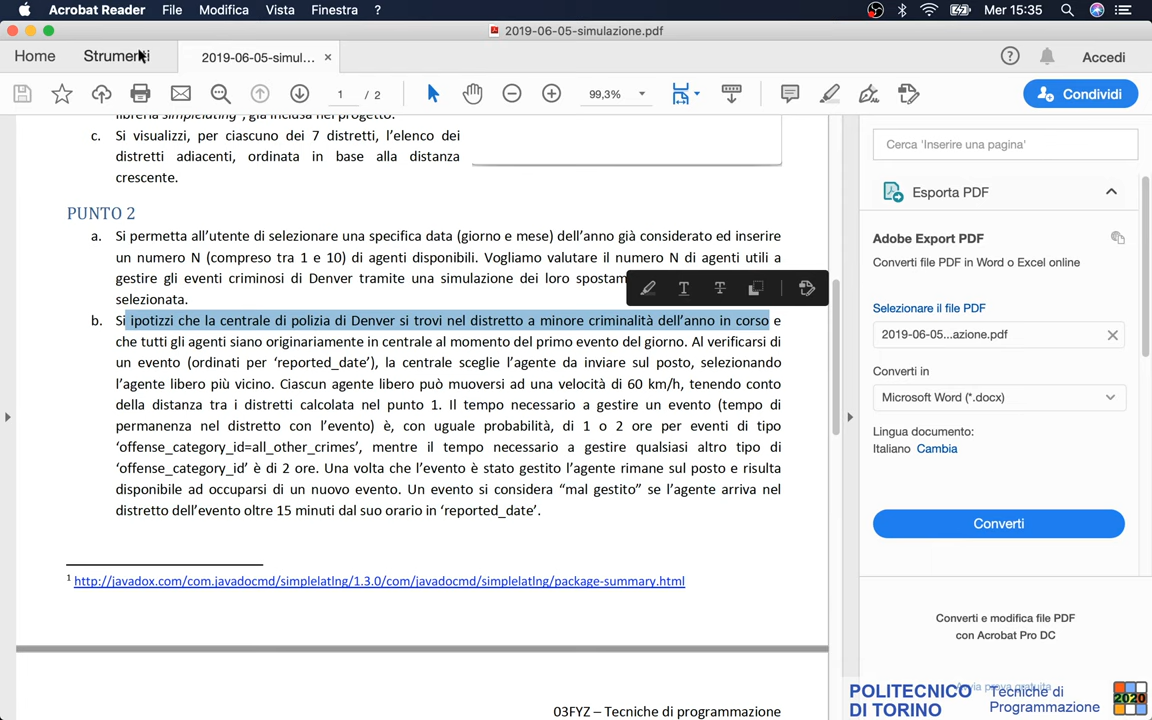 Acrobat Reader File Modifica Vista Finestra ? Mer 15:35
2019-06-05-simulazione.pdf
Home Strumenti 2019-06-05-simul... × Accedi
1 / 2 99,3% Condividi
libreria simplelatlng¹, già inclusa nel progetto.
c. Si visualizzi, per ciascuno dei 7 distretti, l'elenco dei
distretti adiacenti, ordinata in base alla distanza
crescente.
PUNTO 2
a. Si permetta all'utente di selezionare una specifica data (giorno e mese) dell'anno già considerato ed inserire
un numero N (compreso tra 1 e 10) di agenti disponibili. Vogliamo valutare il numero N di agenti utili a
gestire gli eventi criminosi di Denver tramite una simulazione dei loro spostam
selezionata.
b. Si ipotizzi che la centrale di polizia di Denver si trovi nel distretto a minore criminalità dell'anno in corso e
che tutti gli agenti siano originariamente in centrale al momento del primo evento del giorno. Al verificarsi di
un evento (ordinati per 'reported_date'), la centrale sceglie l'agente da inviare sul posto, selezionando
l'agente libero più vicino. Ciascun agente libero può muoversi ad una velocità di 60 km/h, tenendo conto
della distanza tra i distretti calcolata nel punto 1. Il tempo necessario a gestire un evento (tempo di
permanenza nel distretto con l'evento) è, con uguale probabilità, di 1 o 2 ore per eventi di tipo
'offense_category_id=all_other_crimes', mentre il tempo necessario a gestire qualsiasi altro tipo di
'offense_category_id' è di 2 ore. Una volta che l'evento è stato gestito l'agente rimane sul posto e risulta
disponibile ad occuparsi di un nuovo evento. Un evento si considera "mal gestito" se l'agente arriva nel
distretto dell'evento oltre 15 minuti dal suo orario in 'reported_date'.
1 http://javadox.com/com.javadocmd/simplelatlng/1.3.0/com/javadocmd/simplelatlng/package-summary.html
03FYZ – Tecniche di programmazione
Cerca 'Inserire una pagina'
Esporta PDF
Adobe Export PDF
Converti file PDF in Word o Excel online
Selezionare il file PDF
2019-06-05...azione.pdf
Converti in
Microsoft Word (*.docx)
Lingua documento:
Italiano Cambia
Converti
Converti e modifica file PDF
con Acrobat Pro DC
Avvia prova gratuita
POLITECNICO
DI TORINO
Tecniche di
Programmazione
2020